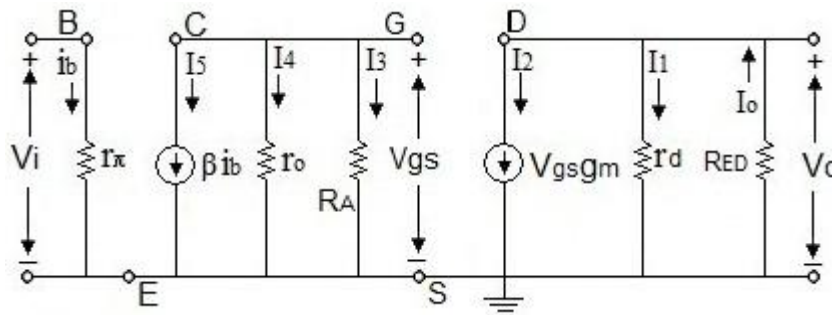 B C G D
+ ib I5 I4 I3 + I2 I1 Io +
Vi rπ βib ro RA Vgs Vgsgm rd RED Vo
− E − S −